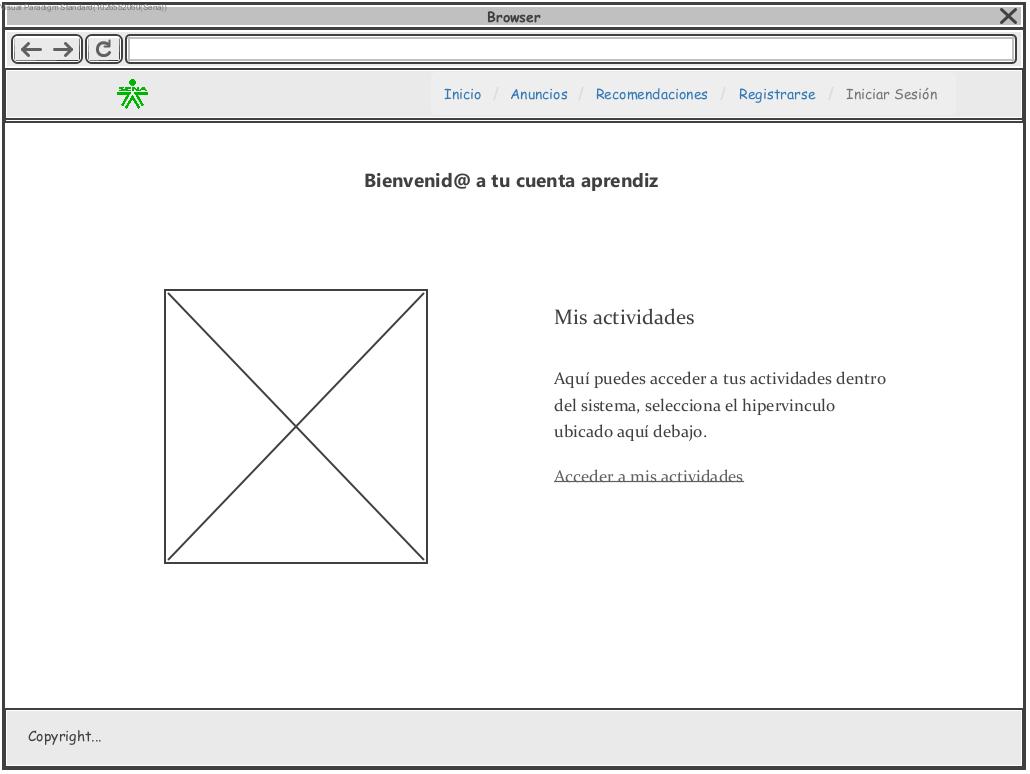 Visual Paradigm Standard(1026552060(Sena))
Browser
SENA
Inicio / Anuncios / Recomendaciones / Registrarse / Iniciar Sesión
Bienvenid@ a tu cuenta aprendiz
Mis actividades
Aquí puedes acceder a tus actividades dentro
del sistema, selecciona el hipervinculo
ubicado aquí debajo.
Acceder a mis actividades
Copyright...